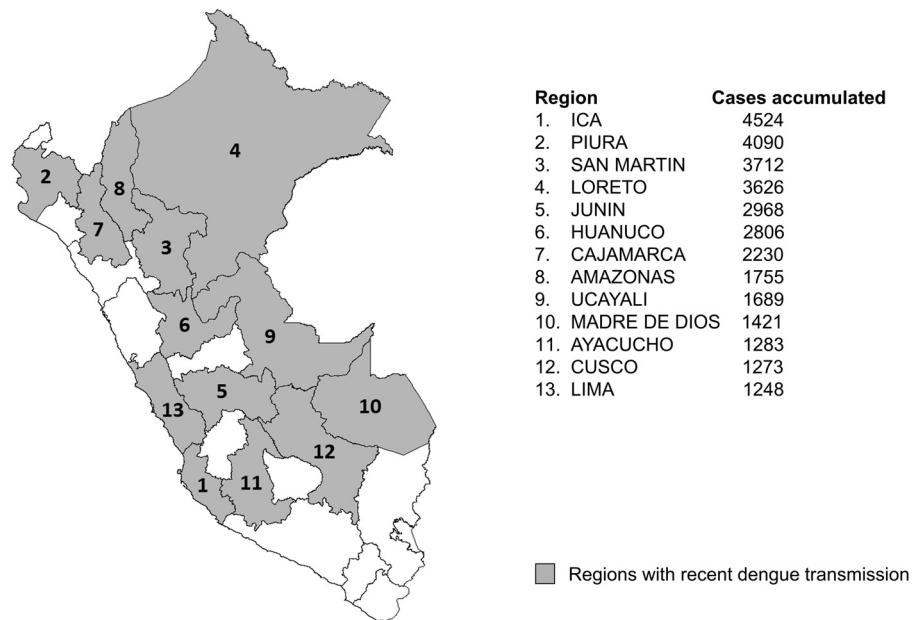 Region Cases accumulated
1. ICA 4524
2. PIURA 4090
3. SAN MARTIN 3712
4. LORETO 3626
5. JUNIN 2968
6. HUANUCO 2806
7. CAJAMARCA 2230
8. AMAZONAS 1755
9. UCAYALI 1689
10. MADRE DE DIOS 1421
11. AYACUCHO 1283
12. CUSCO 1273
13. LIMA 1248
4
2
8
7
3
6
9
5
13
10
12
1
11
Regions with recent dengue transmission